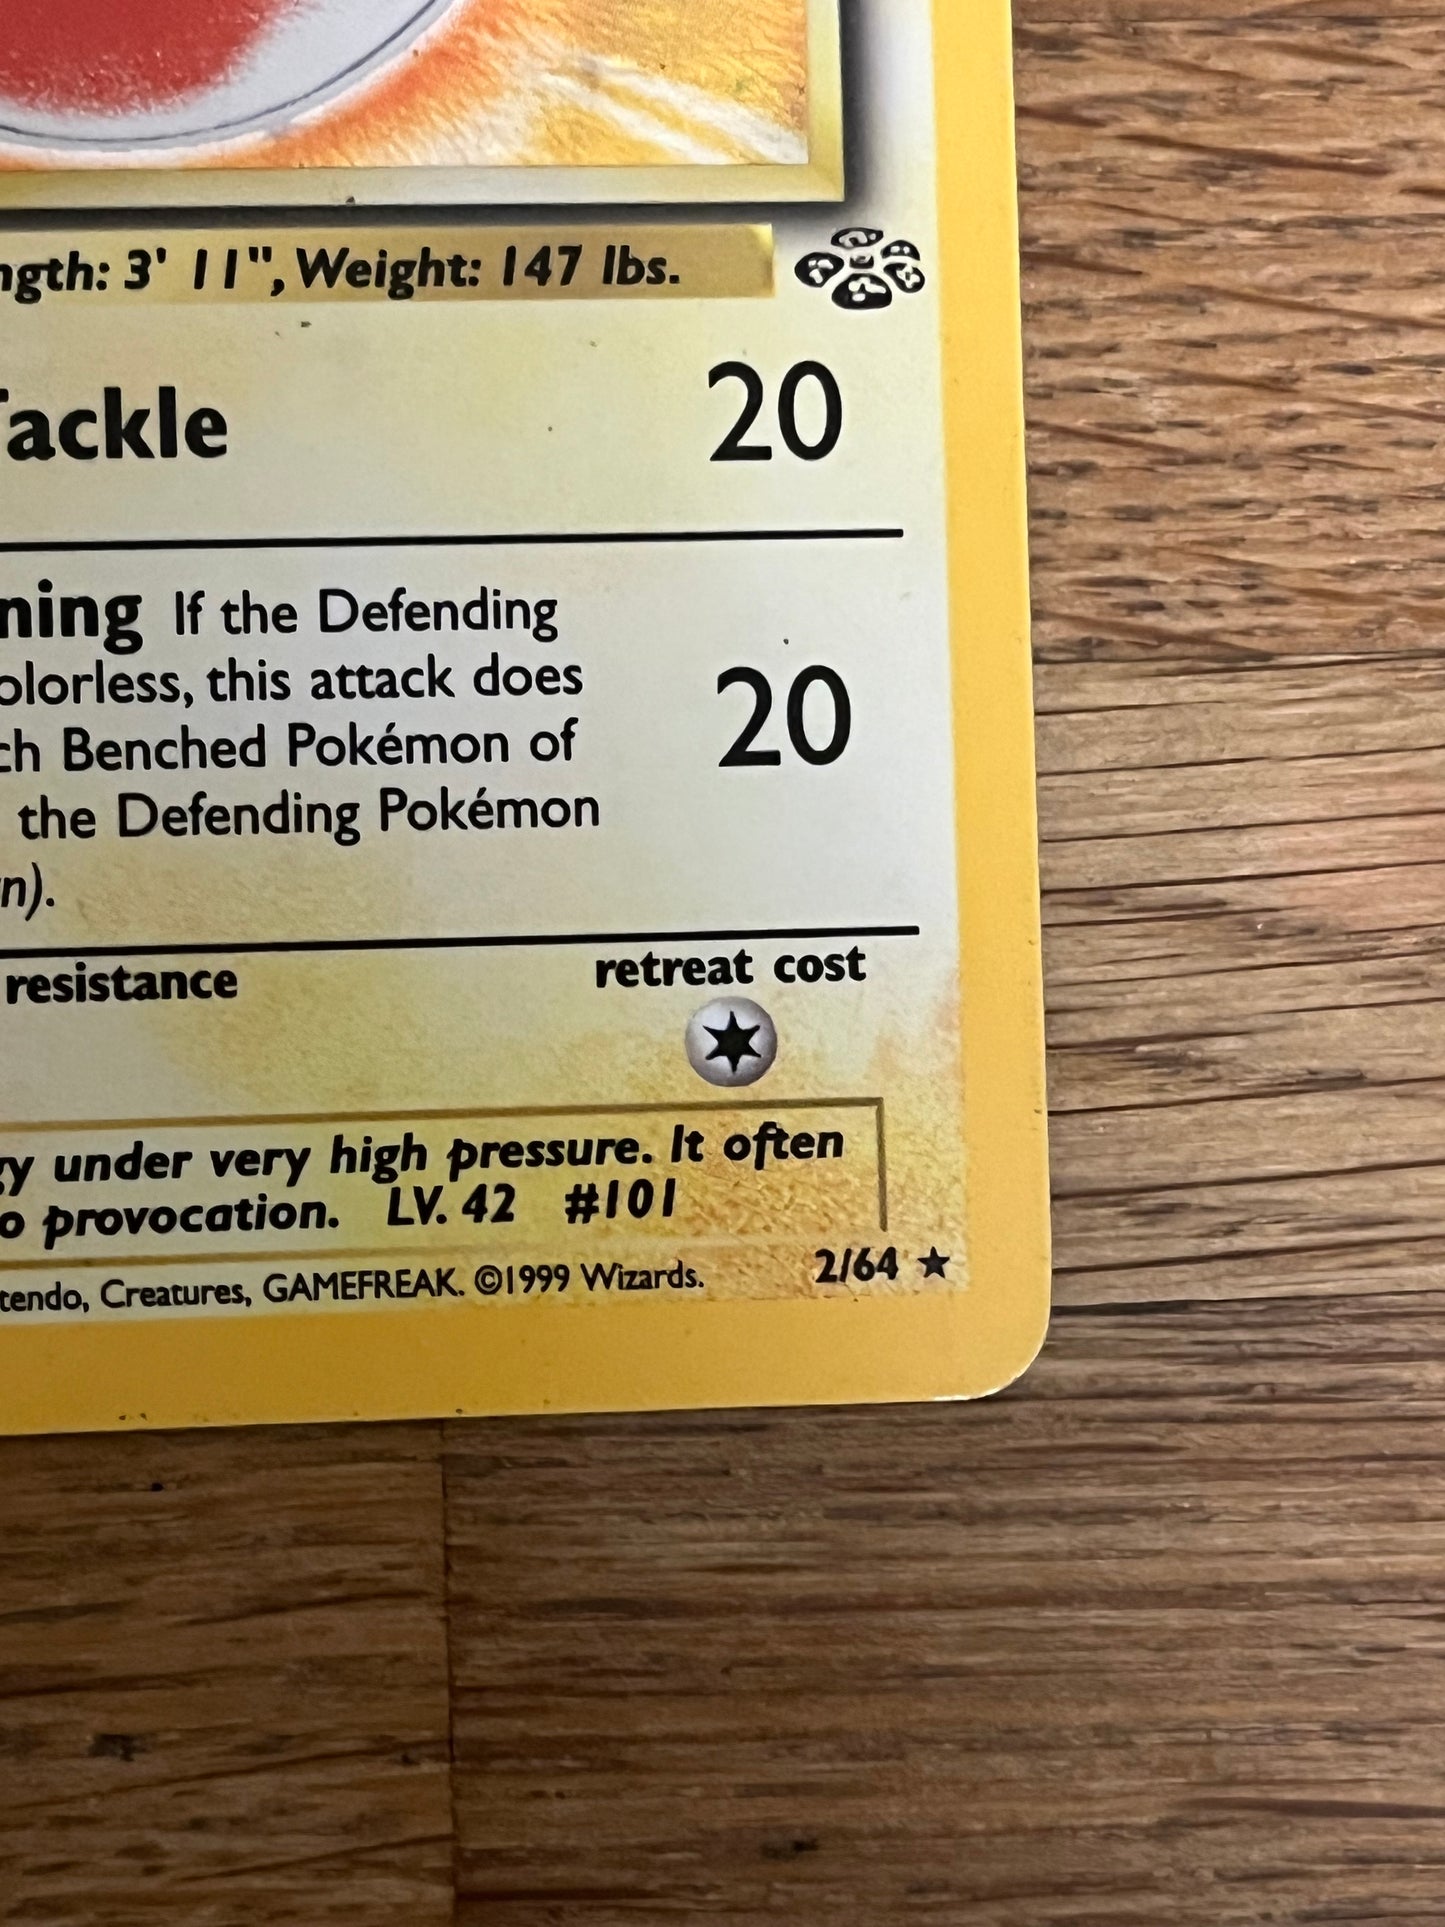 ngth: 3' 11", Weight: 147 lbs.
Tackle 20
ning If the Defending
olorless, this attack does
20
ch Benched Pokémon of
the Defending Pokémon
n).
resistance retreat cost
y under very high pressure. It often
o provocation. LV. 42 #101
tendo, Creatures, GAMEFREAK. ©1999 Wizards. 2/64 ★